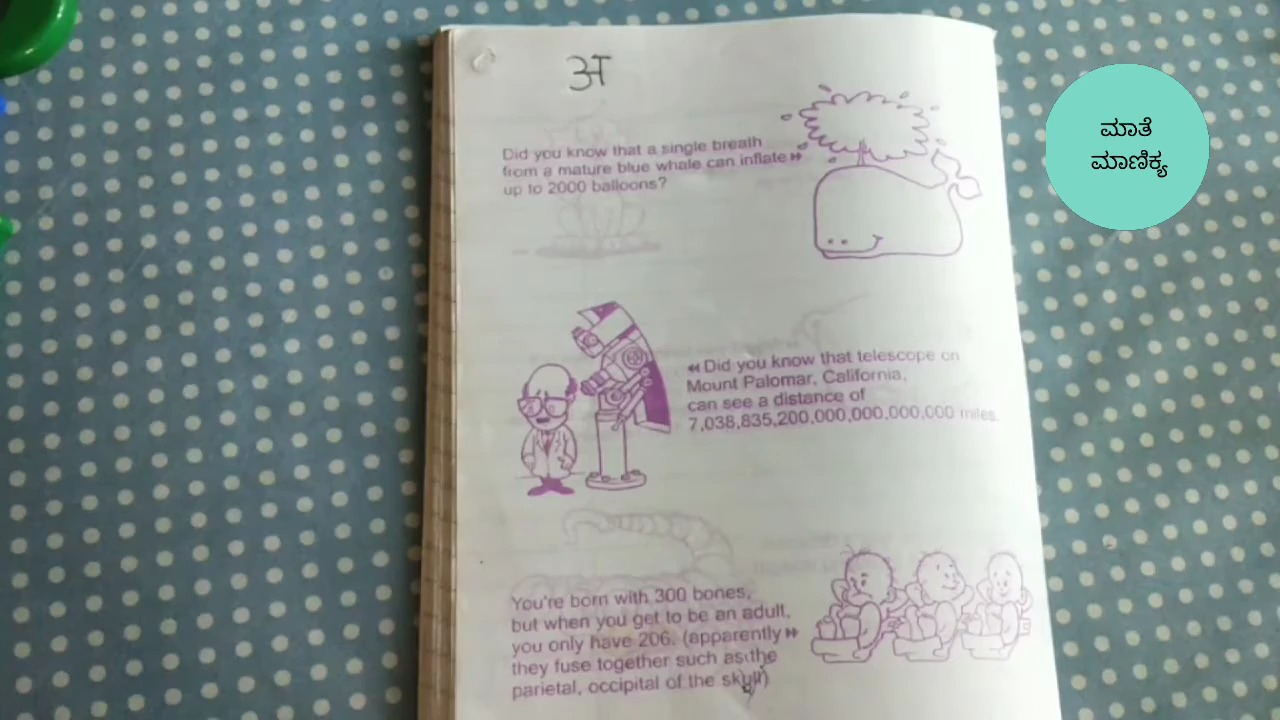 अ
Did you know that a single breath
from a mature blue whale can inflate
up to 2000 balloons?
Did you know that telescope on
Mount Palomar, California,
can see a distance of
7,038,835,200,000,000,000,000 miles.
You're born with 300 bones,
but when you get to be an adult,
you only have 206. (apparently
they fuse together such as the
parietal, occipital of the skull)
ಮಾತೆ
ಮಾಣಿಕ್ಯ